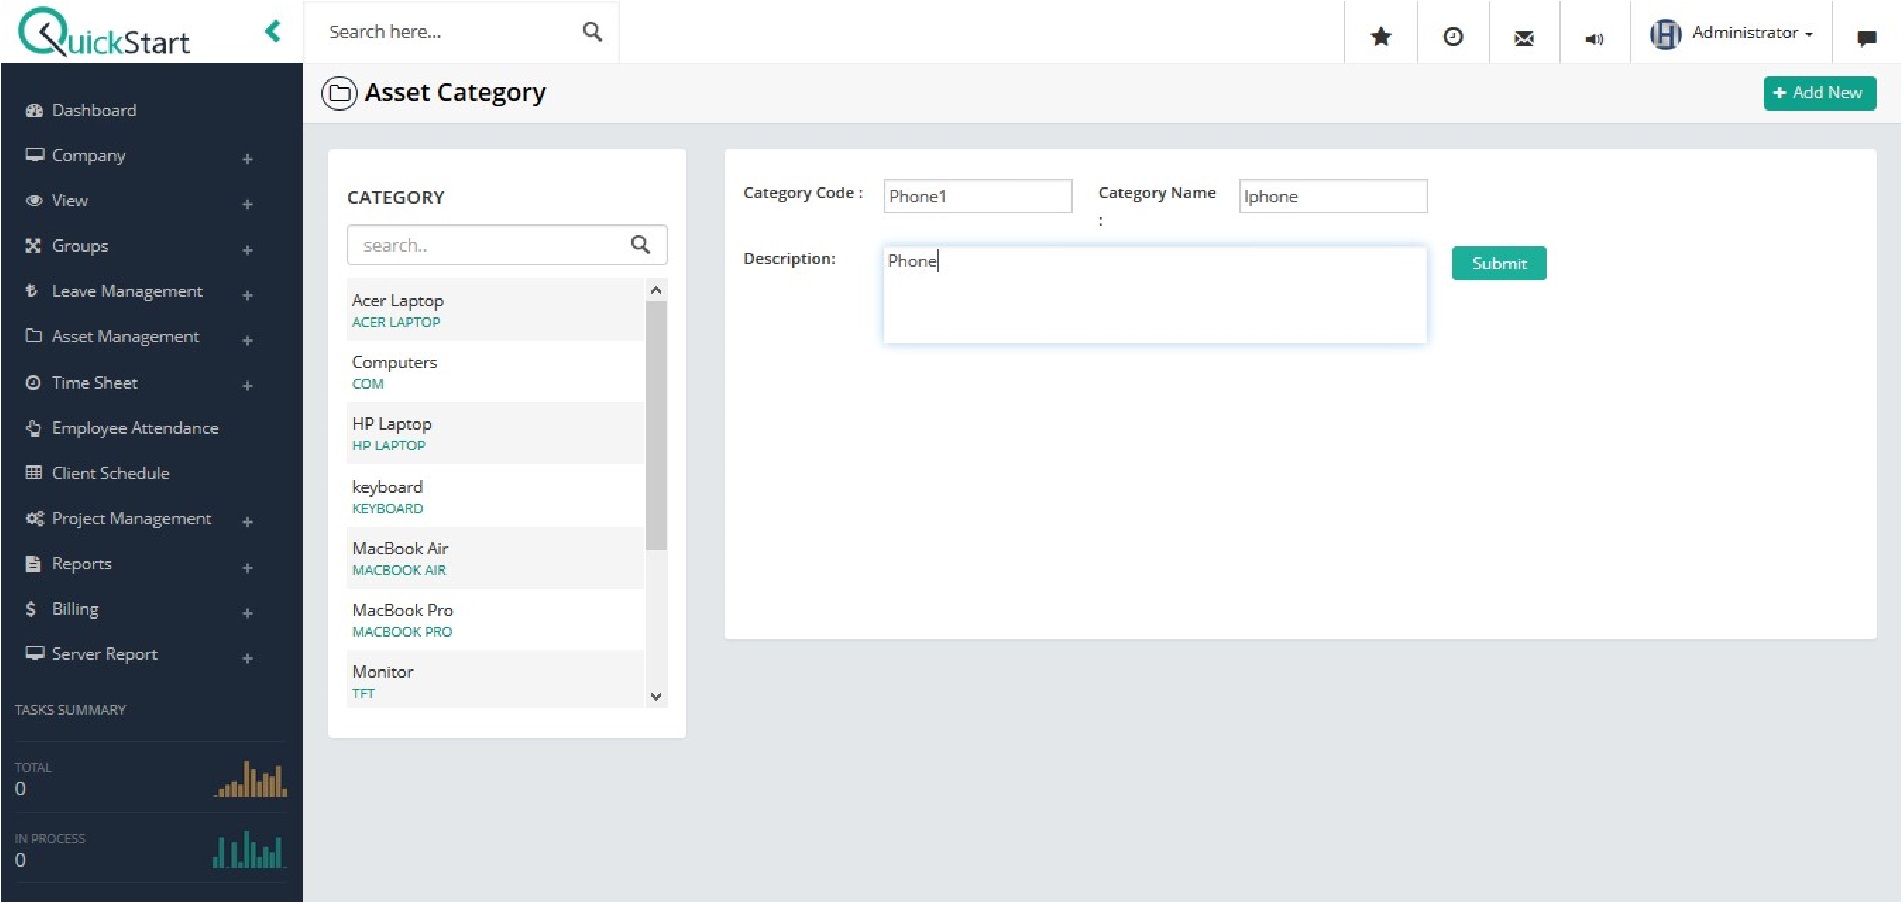 QuickStart
Search here...
Administrator
Asset Category
+ Add New
Dashboard
Company +
View +
Groups +
Leave Management +
Asset Management +
Time Sheet +
Employee Attendance
Client Schedule
Project Management +
Reports +
Billing +
Server Report +
TASKS SUMMARY
TOTAL
0
IN PROCESS
0
CATEGORY
search..
Acer Laptop
ACER LAPTOP
Computers
COM
HP Laptop
HP LAPTOP
keyboard
KEYBOARD
MacBook Air
MACBOOK AIR
MacBook Pro
MACBOOK PRO
Monitor
TFT
Category Code : Phone1 Category Name : Iphone
Description: Phone
Submit